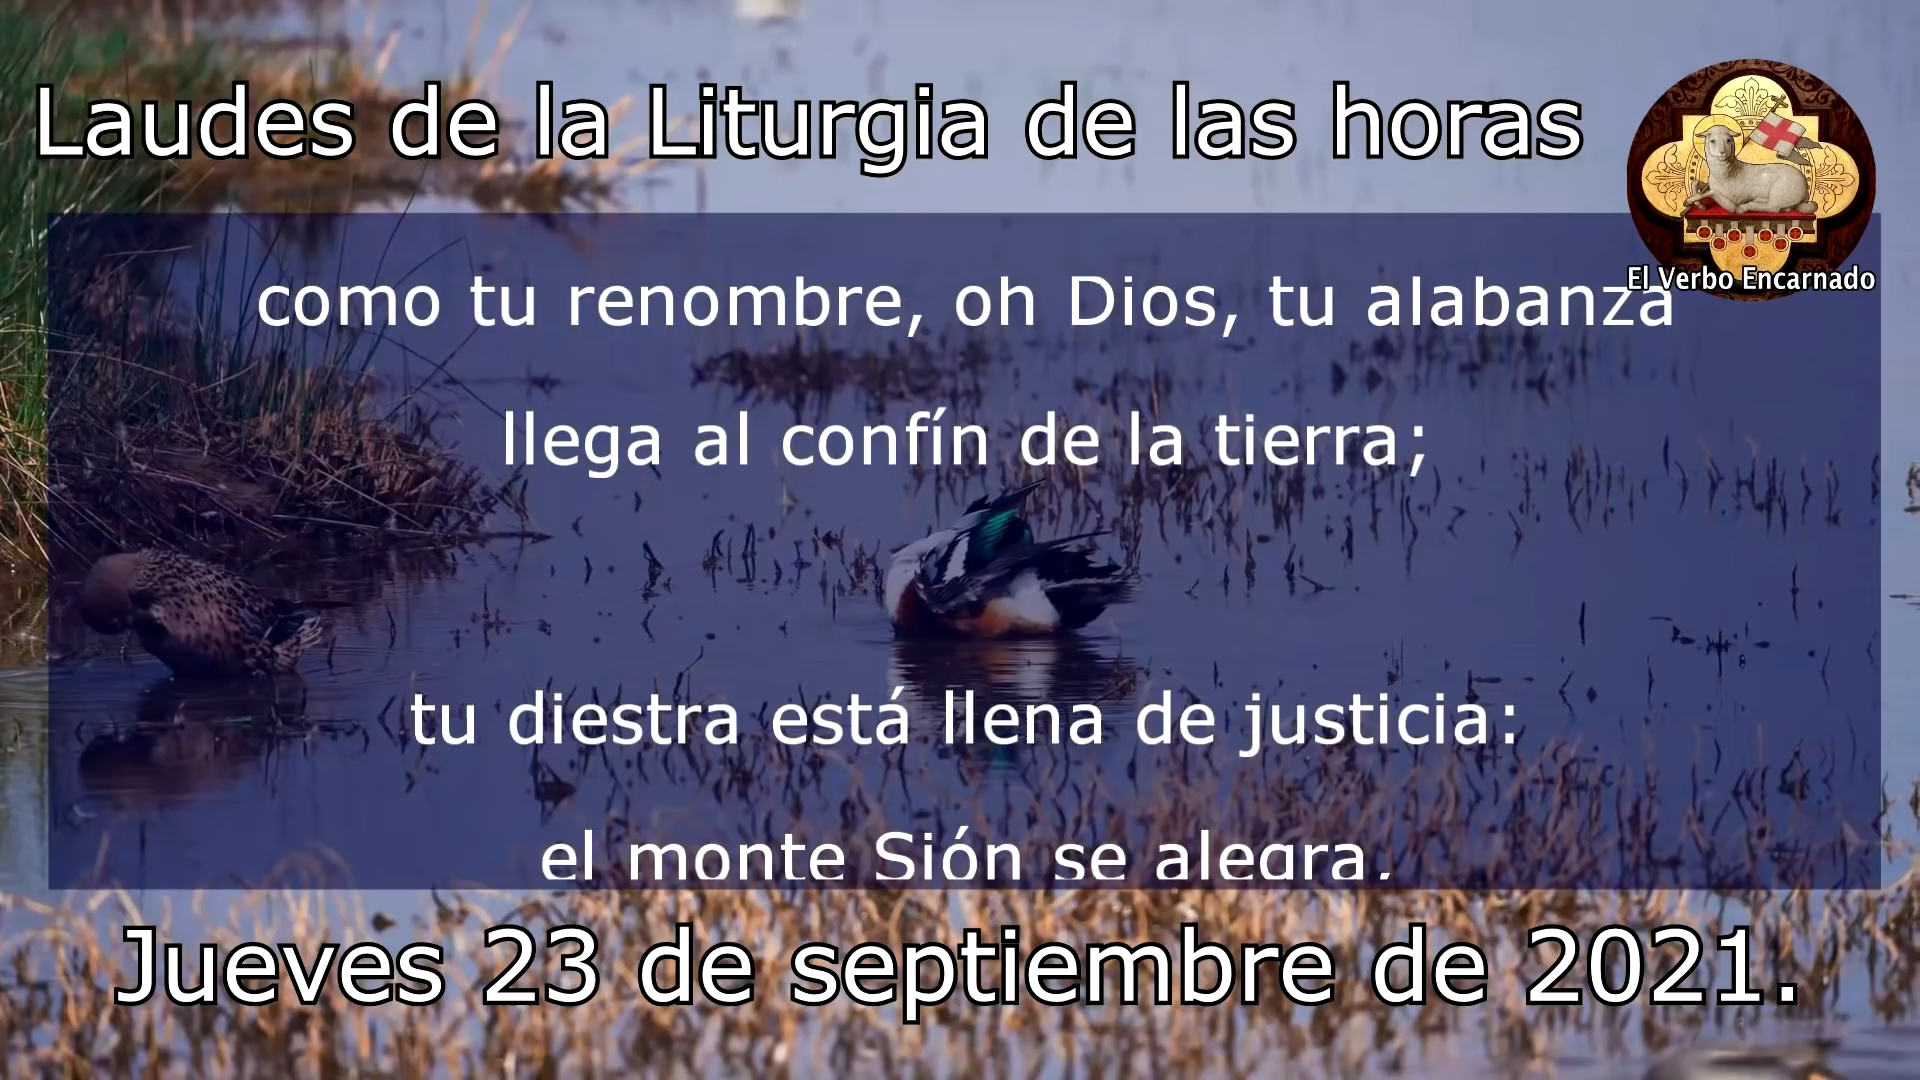 Laudes de la Liturgia de las horas
El Verbo Encarnado
como tu renombre, oh Dios, tu alabanza
llega al confín de la tierra;
tu diestra está llena de justicia:
el monte Sión se alegra,
Jueves 23 de septiembre de 2021.